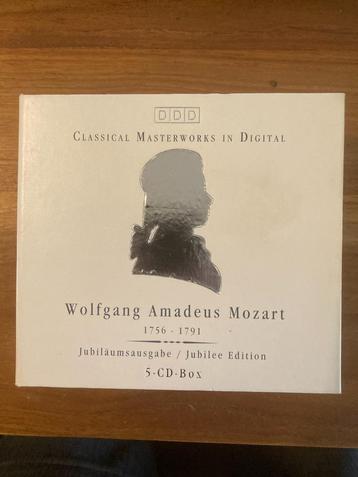 DDD
Classical Masterworks in Digital
Wolfgang Amadeus Mozart
1756 - 1791
Jubiläumsausgabe / Jubilee Edition
5-CD-Box